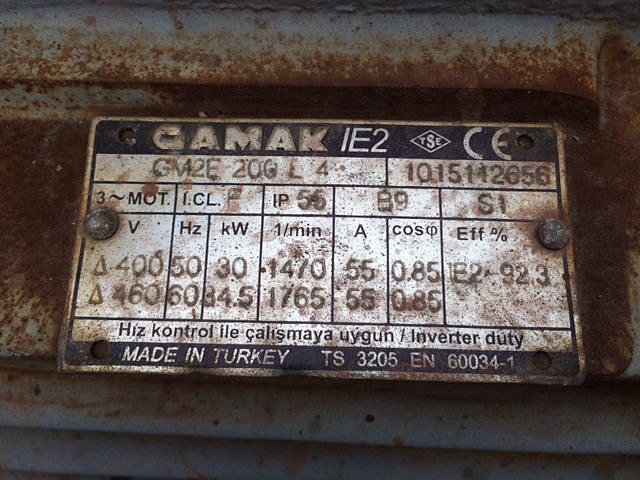 GAMAK IE2 TSE CE
GM2E 200 L 4 1015112656
3~MOT. I.CL. F IP 55 B9 S1
V Hz kW 1/min A cosφ Eff %
Δ 400 50 30 1470 55 0.85 IE2- 92.3
Δ 460 60 34.5 1765 55 0.85
Hız kontrol ile çalışmaya uygun / Inverter duty
MADE IN TURKEY TS 3205 EN 60034-1